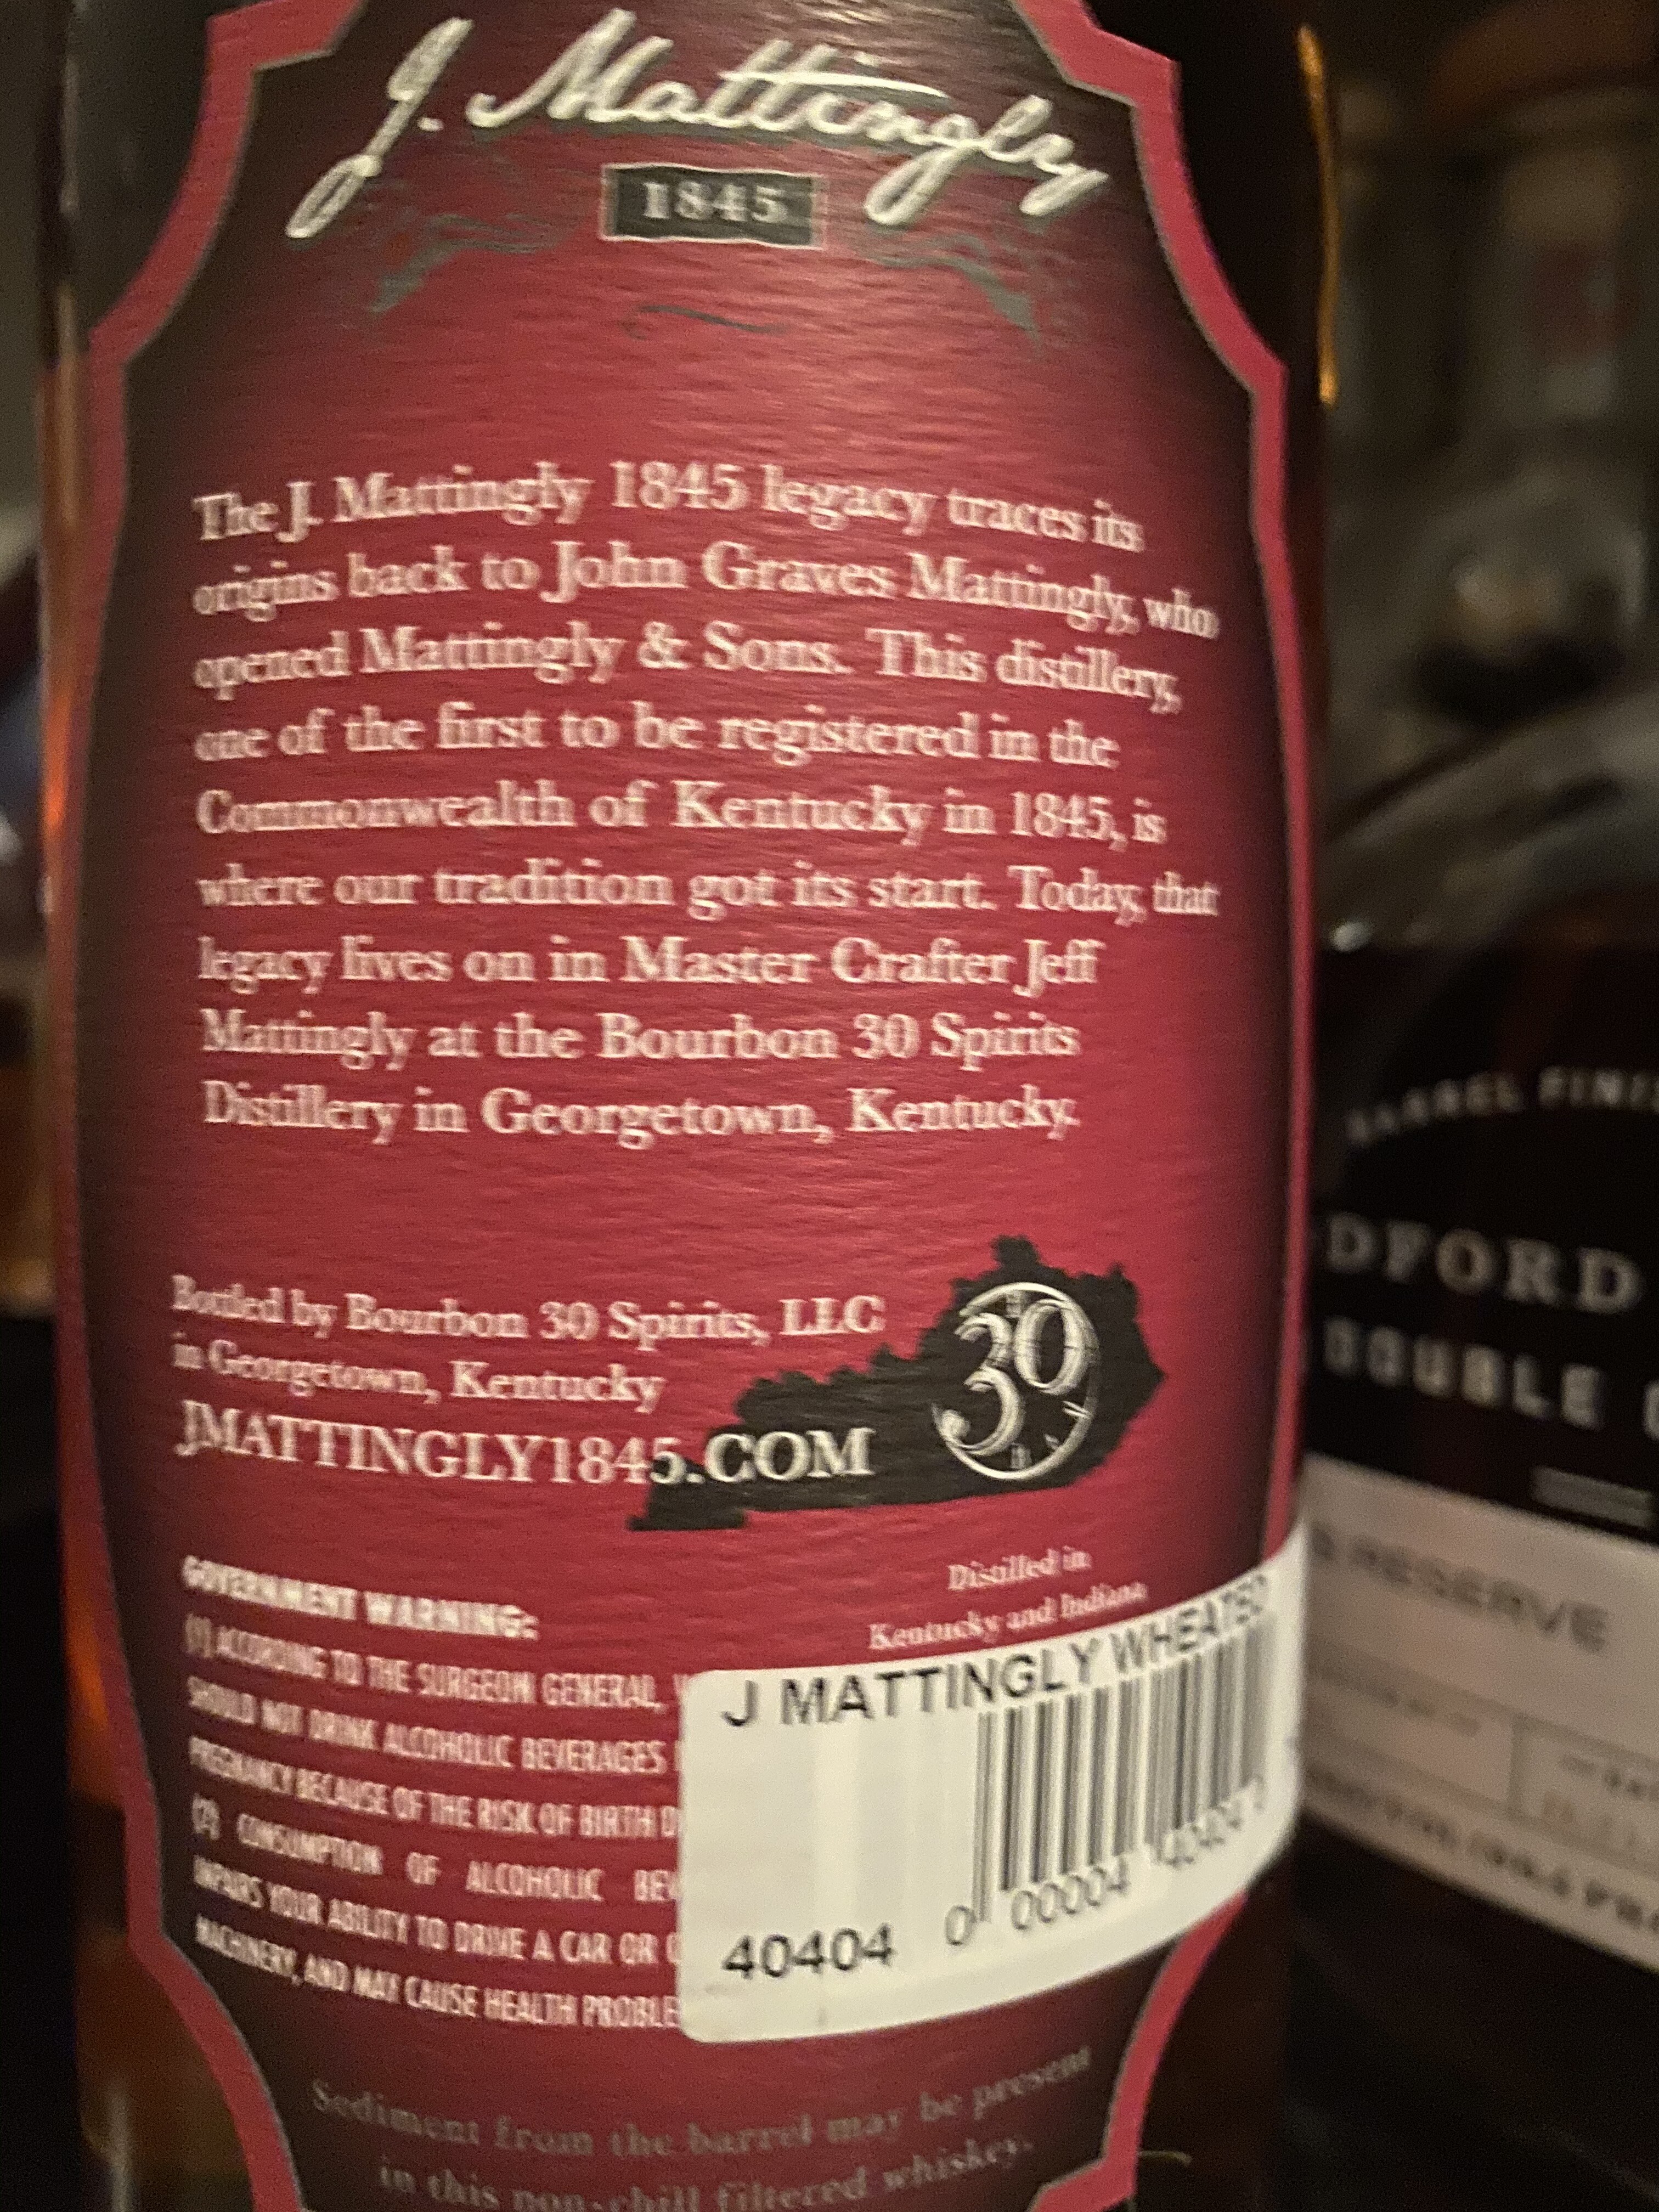 J. Mattingly
1845
The J. Mattingly 1845 legacy traces its
origins back to John Graves Mattingly, who
opened Mattingly & Sons. This distillery,
one of the first to be registered in the
Commonwealth of Kentucky in 1845, is
where our tradition got its start. Today, that
legacy lives on in Master Crafter Jeff
Mattingly at the Bourbon 30 Spirits
Distillery in Georgetown, Kentucky.
Bottled by Bourbon 30 Spirits, LLC
in Georgetown, Kentucky
JMATTINGLY1845.COM
30
Distilled in
Kentucky and Indiana
GOVERNMENT WARNING:
(1) ACCORDING TO THE SURGEON GENERAL, W
SHOULD NOT DRINK ALCOHOLIC BEVERAGES
PREGNANCY BECAUSE OF THE RISK OF BIRTH D
(2) CONSUMPTION OF ALCOHOLIC BEV
IMPAIRS YOUR ABILITY TO DRIVE A CAR OR O
MACHINERY, AND MAY CAUSE HEALTH PROBLE
J MATTINGLY WHEATED
0 00004
40404
Sediment from the barrel may be present
in this non-chill filtered whiskey.
BARREL FINIS
DFORD
DOUBLE
RESERVE